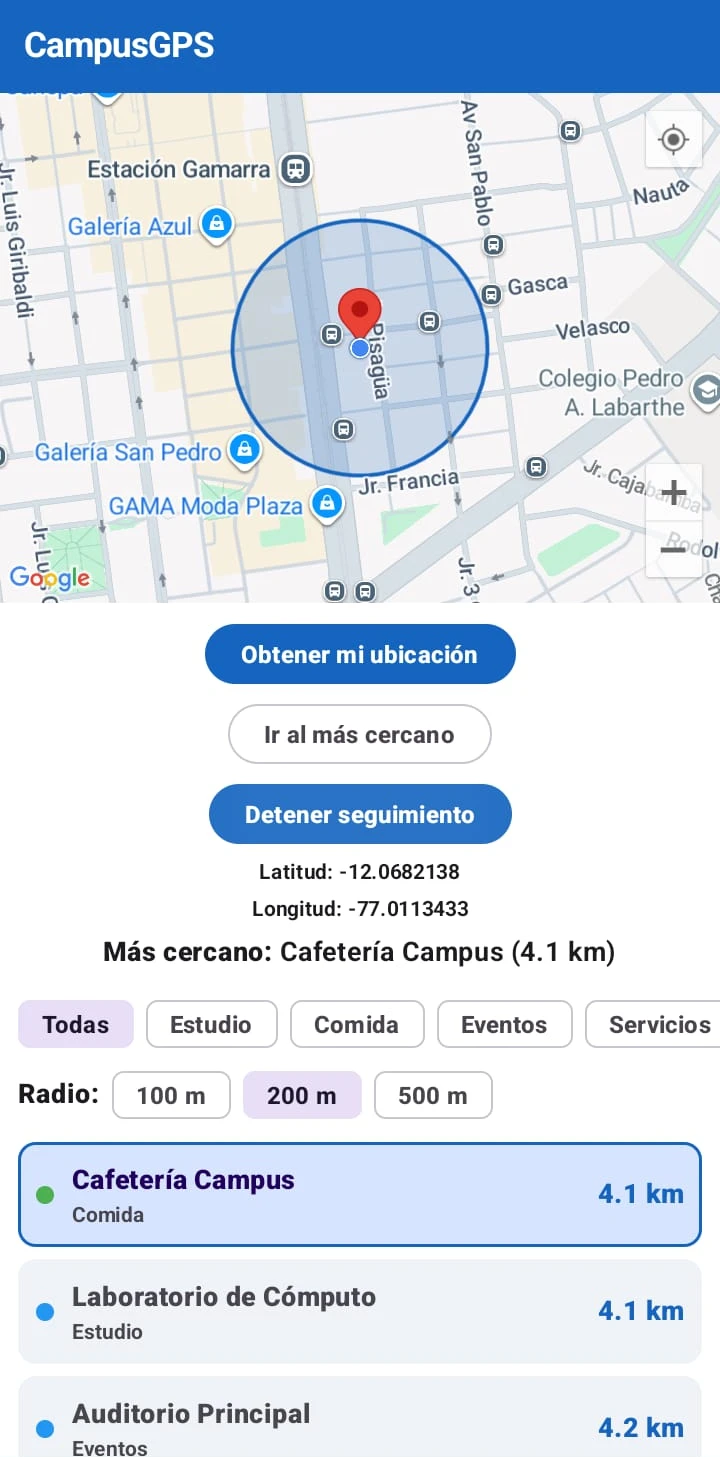 CampusGPS
Estación Gamarra
Av San Pablo
Nauta
Jr. Luis Giribaldi
Galería Azul
Gasca
Velasco
Pisagüa
Colegio Pedro
A. Labarthe
Galería San Pedro
Jr. Francia
Jr. Cajabamba
GAMA Moda Plaza
Google
Jr. 3
Obtener mi ubicación
Ir al más cercano
Detener seguimiento
Latitud: -12.0682138
Longitud: -77.0113433
Más cercano: Cafetería Campus (4.1 km)
Todas
Estudio
Comida
Eventos
Servicios
Radio:
100 m
200 m
500 m
Cafetería Campus
Comida
4.1 km
Laboratorio de Cómputo
Estudio
4.1 km
Auditorio Principal
Eventos
4.2 km